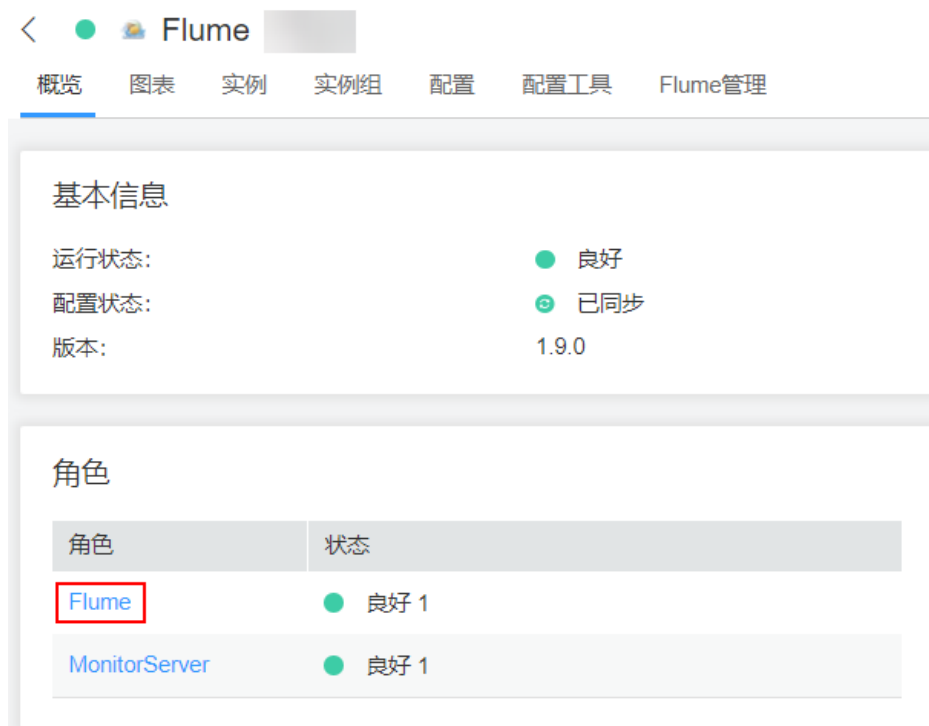 Flume
概览 图表 实例 实例组 配置 配置工具 Flume管理
基本信息
运行状态: 良好
配置状态: 已同步
版本: 1.9.0
角色
角色 状态
Flume 良好 1
MonitorServer 良好 1